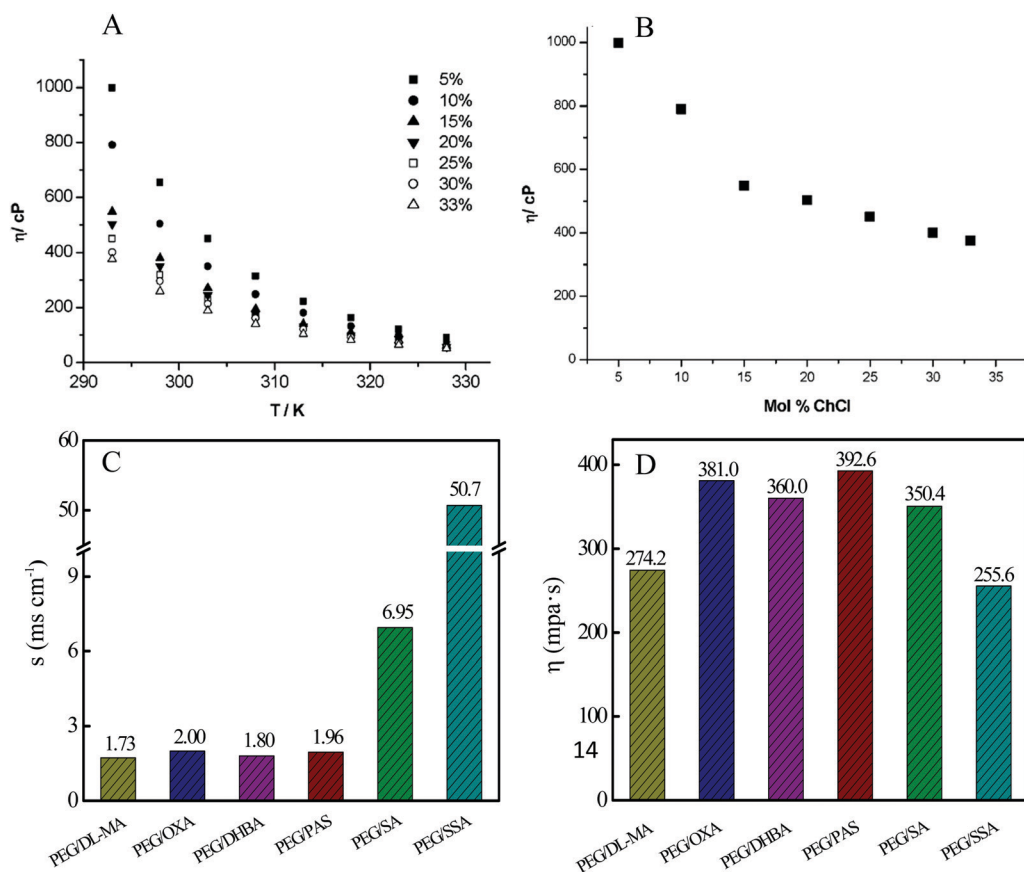 A
1000
800
600
400
200
0
η/ cP
290
300
310
320
330
T / K
5%
10%
15%
20%
25%
30%
33%
B
1000
800
600
400
200
0
η/ cP
5
10
15
20
25
30
35
Mol % ChCl
C
60
50
9
6
3
0
s (ms cm⁻¹)
1.73
2.00
1.80
1.96
6.95
50.7
PEG/DL-MA
PEG/OXA
PEG/DHBA
PEG/PAS
PEG/SA
PEG/SSA
D
400
300
200
100
14
0
η (mpa·s)
274.2
381.0
360.0
392.6
350.4
255.6
PEG/DL-MA
PEG/OXA
PEG/DHBA
PEG/PAS
PEG/SA
PEG/SSA